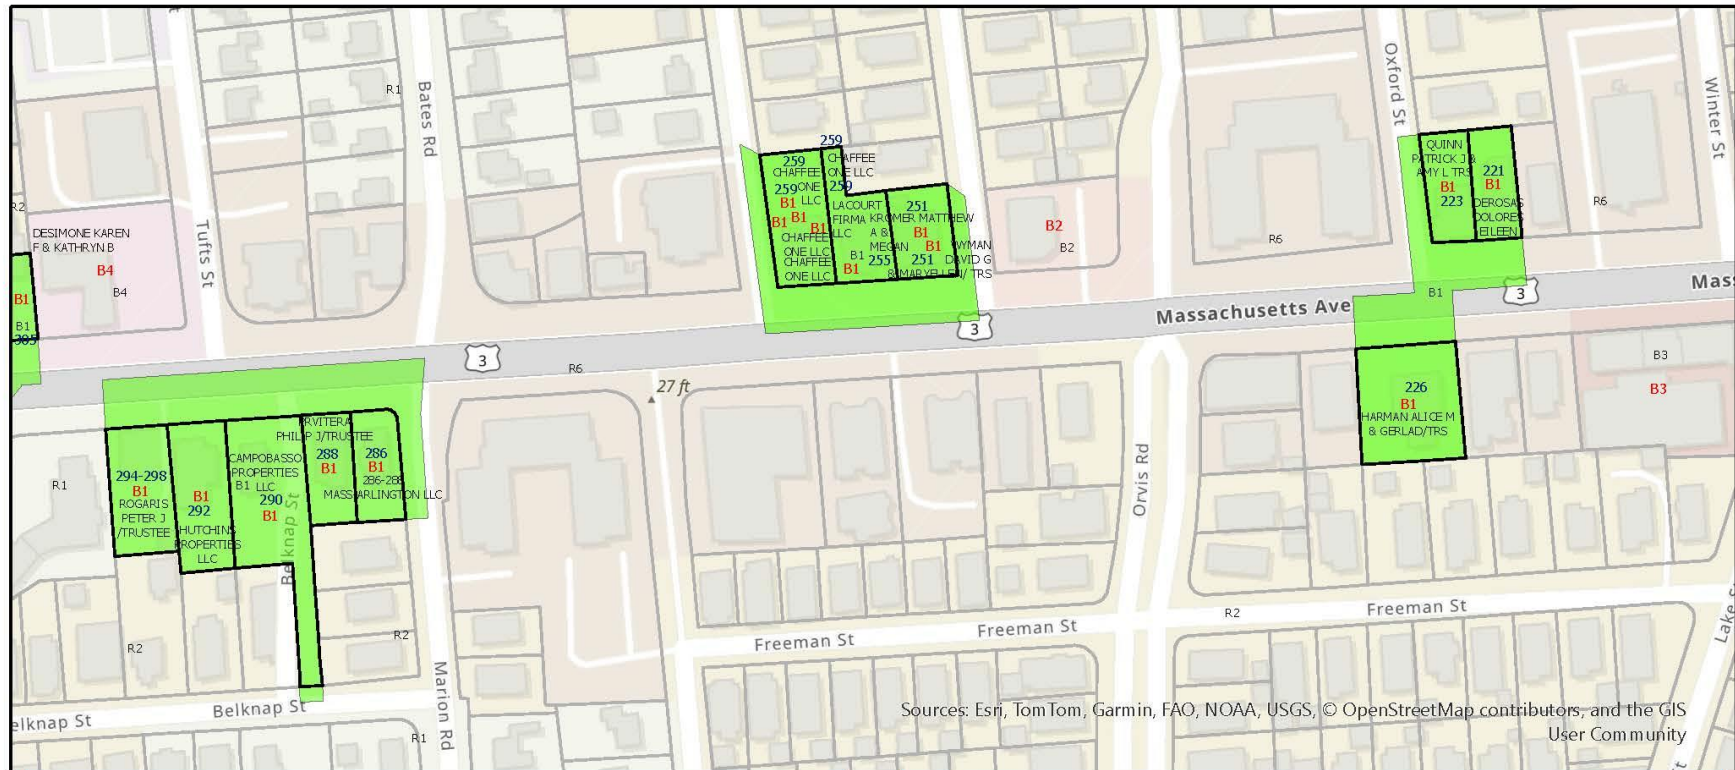 Bates Rd
R1
Oxford St
Winter St
R2
Tufts St
DESIMONE KAREN
F & KATHRYN B
B4
B4
B1
B1
385
259
259
CHAFFEE
ONE LLC
CHAFFEE
ONE
LLC
259
259
B1
B1
B1
B1
CHAFFEE
ONE LLC
CHAFFEE
ONE LLC
LACOURT
FIRMA
LLC
B1
B1
255
KROMER MATTHEW
A &
MEGAN
251
B1
B1
251
WYMAN
DAVID G
& MARYELLEN/ TRS
B2
B2
R6
QUINN
PATRICK J &
AMY L TRS
B1
223
221
B1
DEROSAS
DOLORES
EILEEN
R6
B1
3
Massachusetts Ave
Mass
3
3
R6
27 ft
B3
B3
226
B1
HARMAN ALICE M
& GERLAD/TRS
R1
294-298
B1
ROGARIS
PETER J
/TRUSTEE
B1
292
HUTCHINS
PROPERTIES
LLC
CAMPOBASSO
PROPERTIES
LLC
B1
290
B1
Belknap St
PHILIP J/TRUSTEE
288
B1
286
B1
286-288
MASS ARLINGTON LLC
Orvis Rd
R2
R2
Freeman St
Freeman St
R2
Freeman St
Marion Rd
elknap St
Belknap St
R1
Sources: Esri, TomTom, Garmin, FAO, NOAA, USGS, © OpenStreetMap contributors, and the GIS
User Community